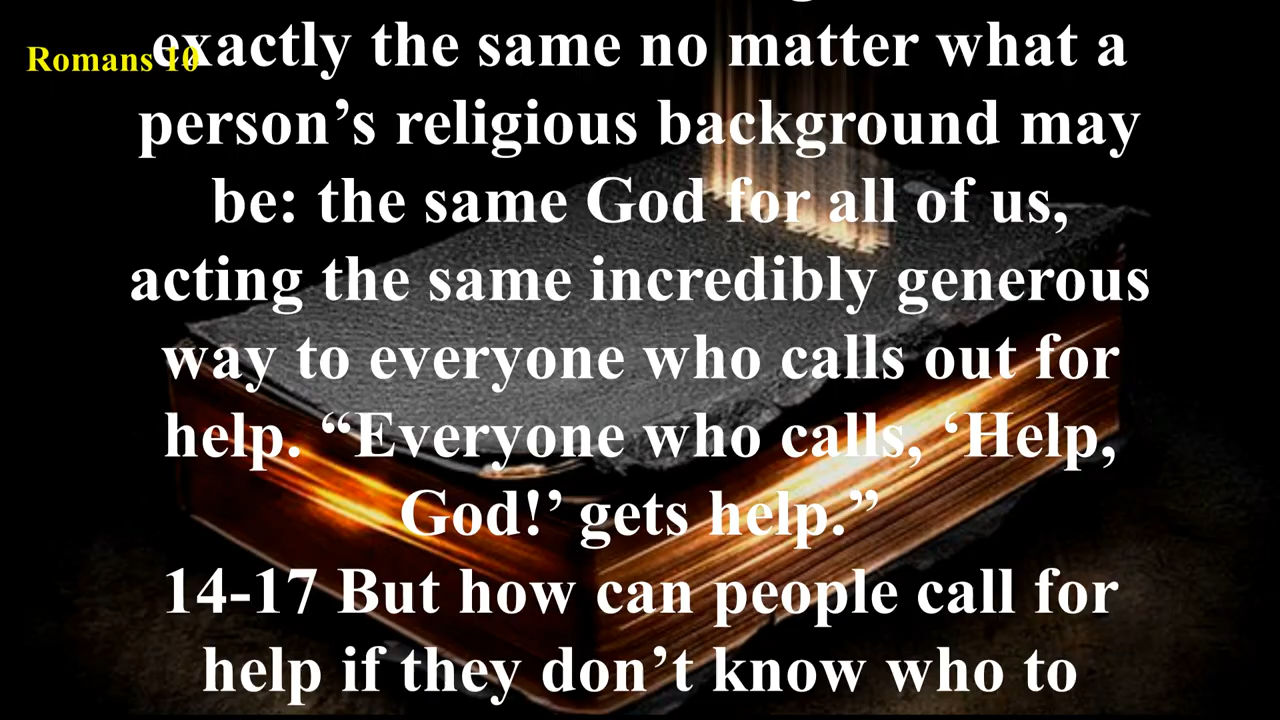 Romans 10
exactly the same no matter what a
person’s religious background may
be: the same God for all of us,
acting the same incredibly generous
way to everyone who calls out for
help. “Everyone who calls, ‘Help,
God!’ gets help.”
14-17 But how can people call for
help if they don’t know who to